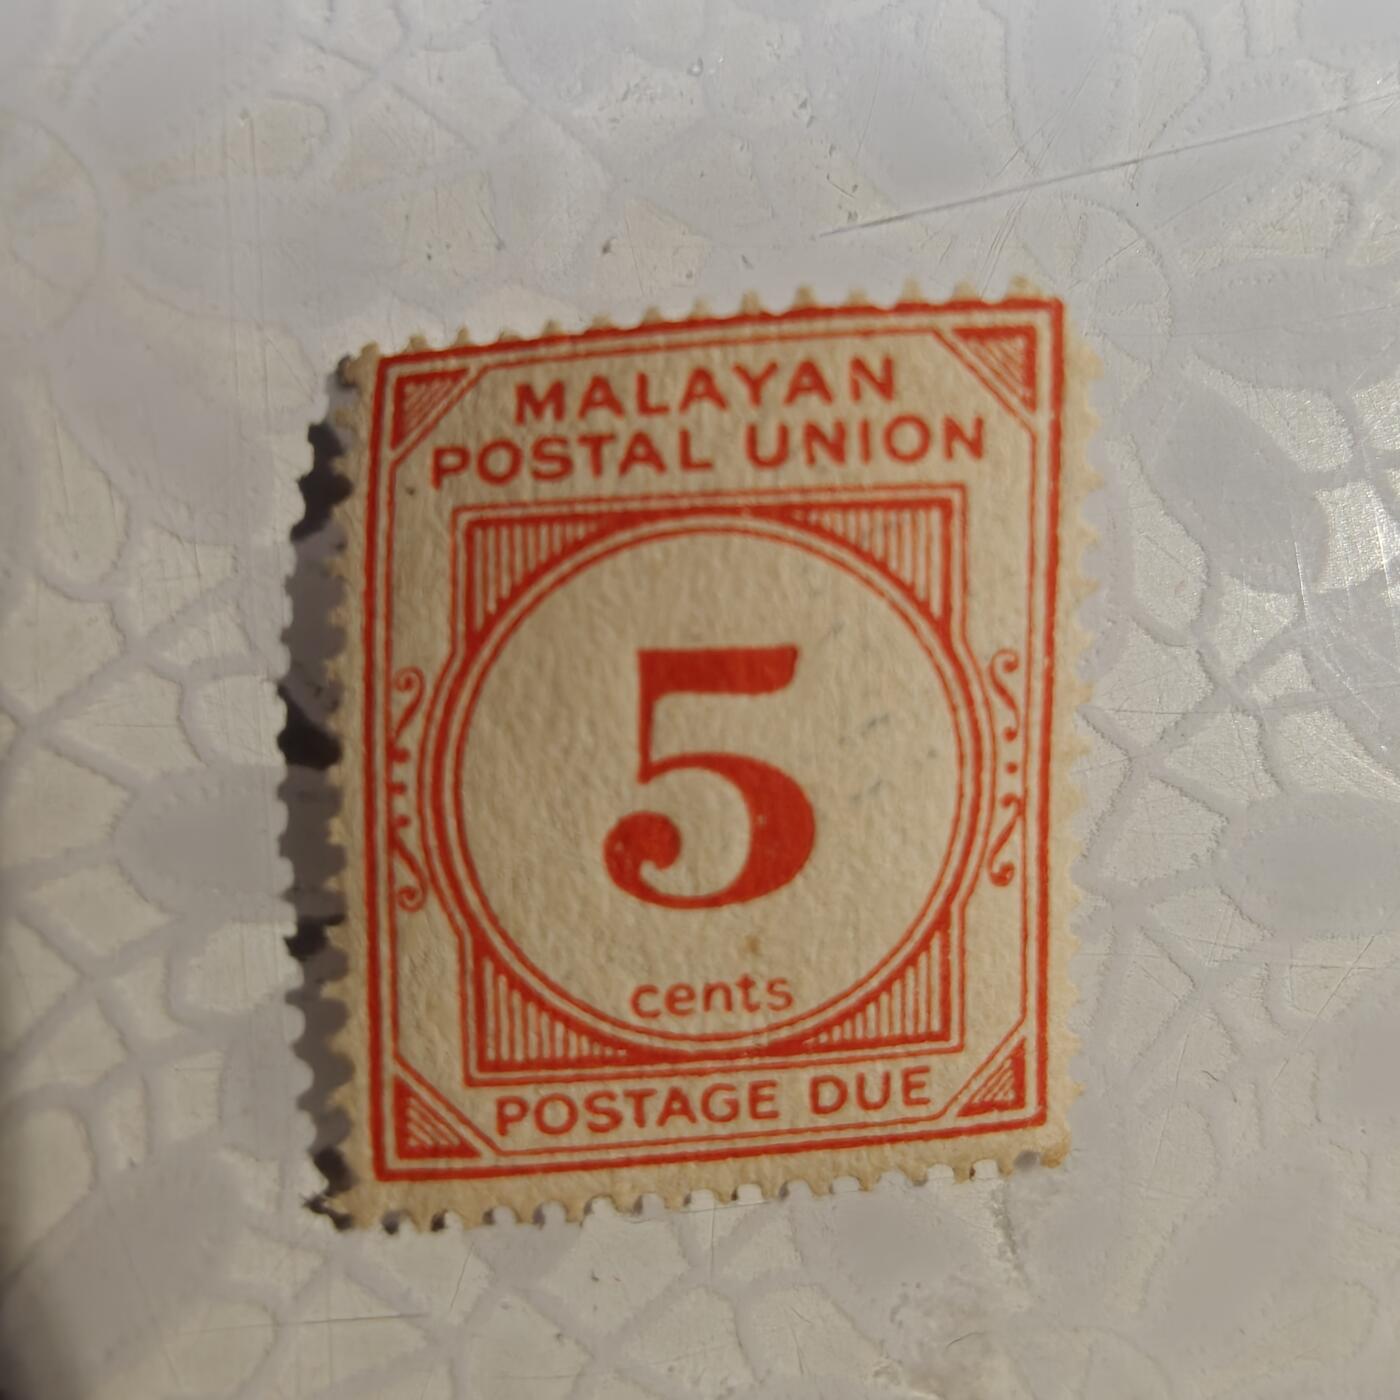 MALAYAN
POSTAL UNION
5
cents
POSTAGE DUE